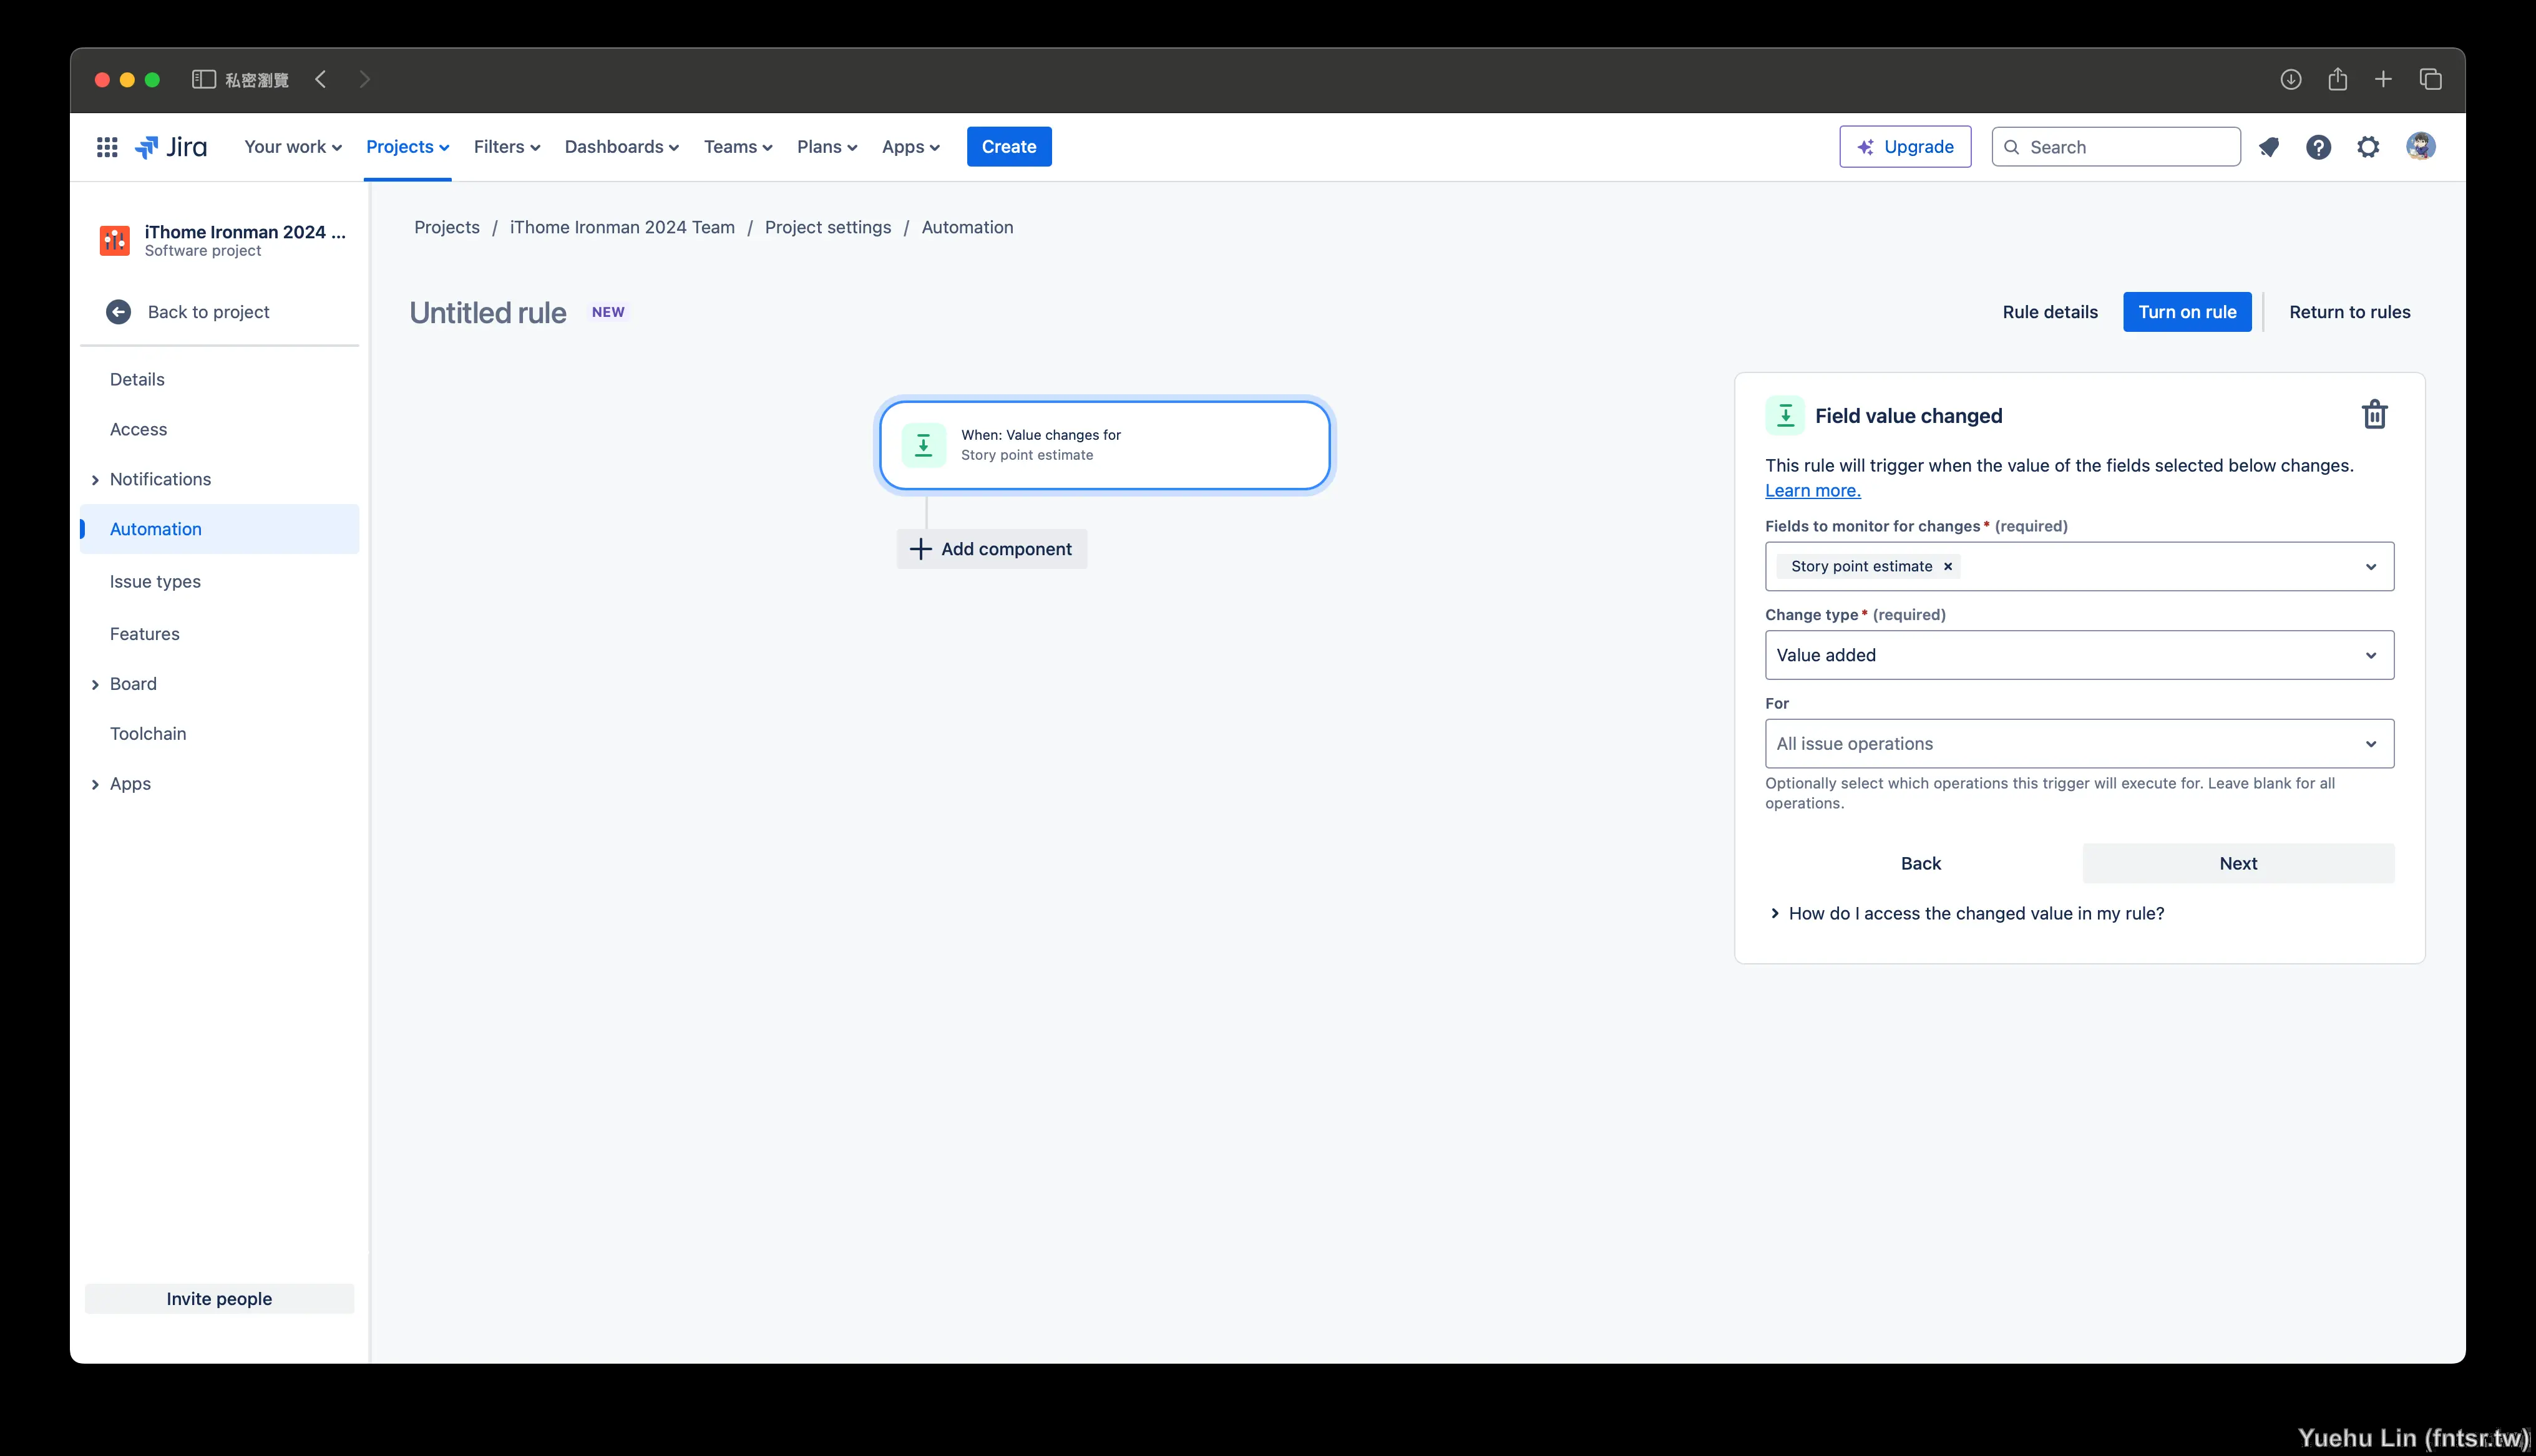 私密瀏覽
Jira
Your work
Projects
Filters
Dashboards
Teams
Plans
Apps
Create
Upgrade
Search
iThome Ironman 2024 ...
Software project
Back to project
Details
Access
Notifications
Automation
Issue types
Features
Board
Toolchain
Apps
Invite people
Projects / iThome Ironman 2024 Team / Project settings / Automation
Untitled rule NEW
Rule details
Turn on rule
Return to rules
When: Value changes for
Story point estimate
Add component
Field value changed
This rule will trigger when the value of the fields selected below changes.
Learn more.
Fields to monitor for changes* (required)
Story point estimate
Change type* (required)
Value added
For
All issue operations
Optionally select which operations this trigger will execute for. Leave blank for all
operations.
Back
Next
How do I access the changed value in my rule?
Yuehu Lin (fntsr.tw)